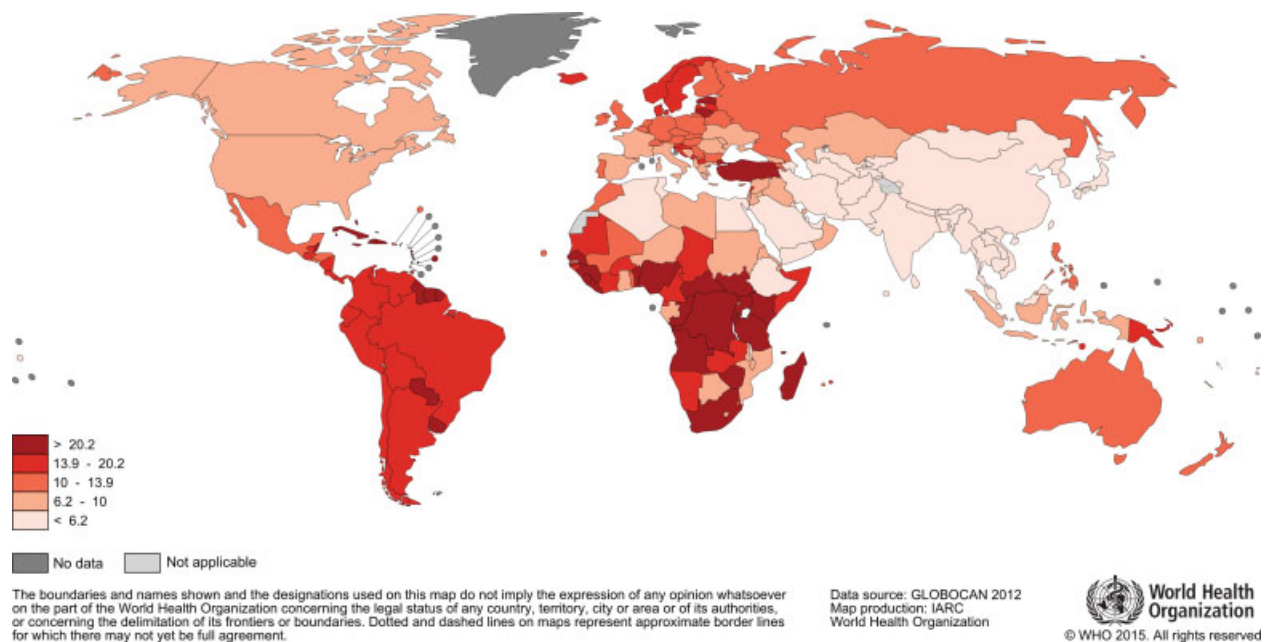 > 20.2
13.9 - 20.2
10 - 13.9
6.2 - 10
< 6.2
No data
Not applicable
The boundaries and names shown and the designations used on this map do not imply the expression of any opinion whatsoever
on the part of the World Health Organization concerning the legal status of any country, territory, city or area or of its authorities,
or concerning the delimitation of its frontiers or boundaries. Dotted and dashed lines on maps represent approximate border lines
for which there may not yet be full agreement.
Data source: GLOBOCAN 2012
Map production: IARC
World Health Organization
World Health
Organization
© WHO 2015. All rights reserved